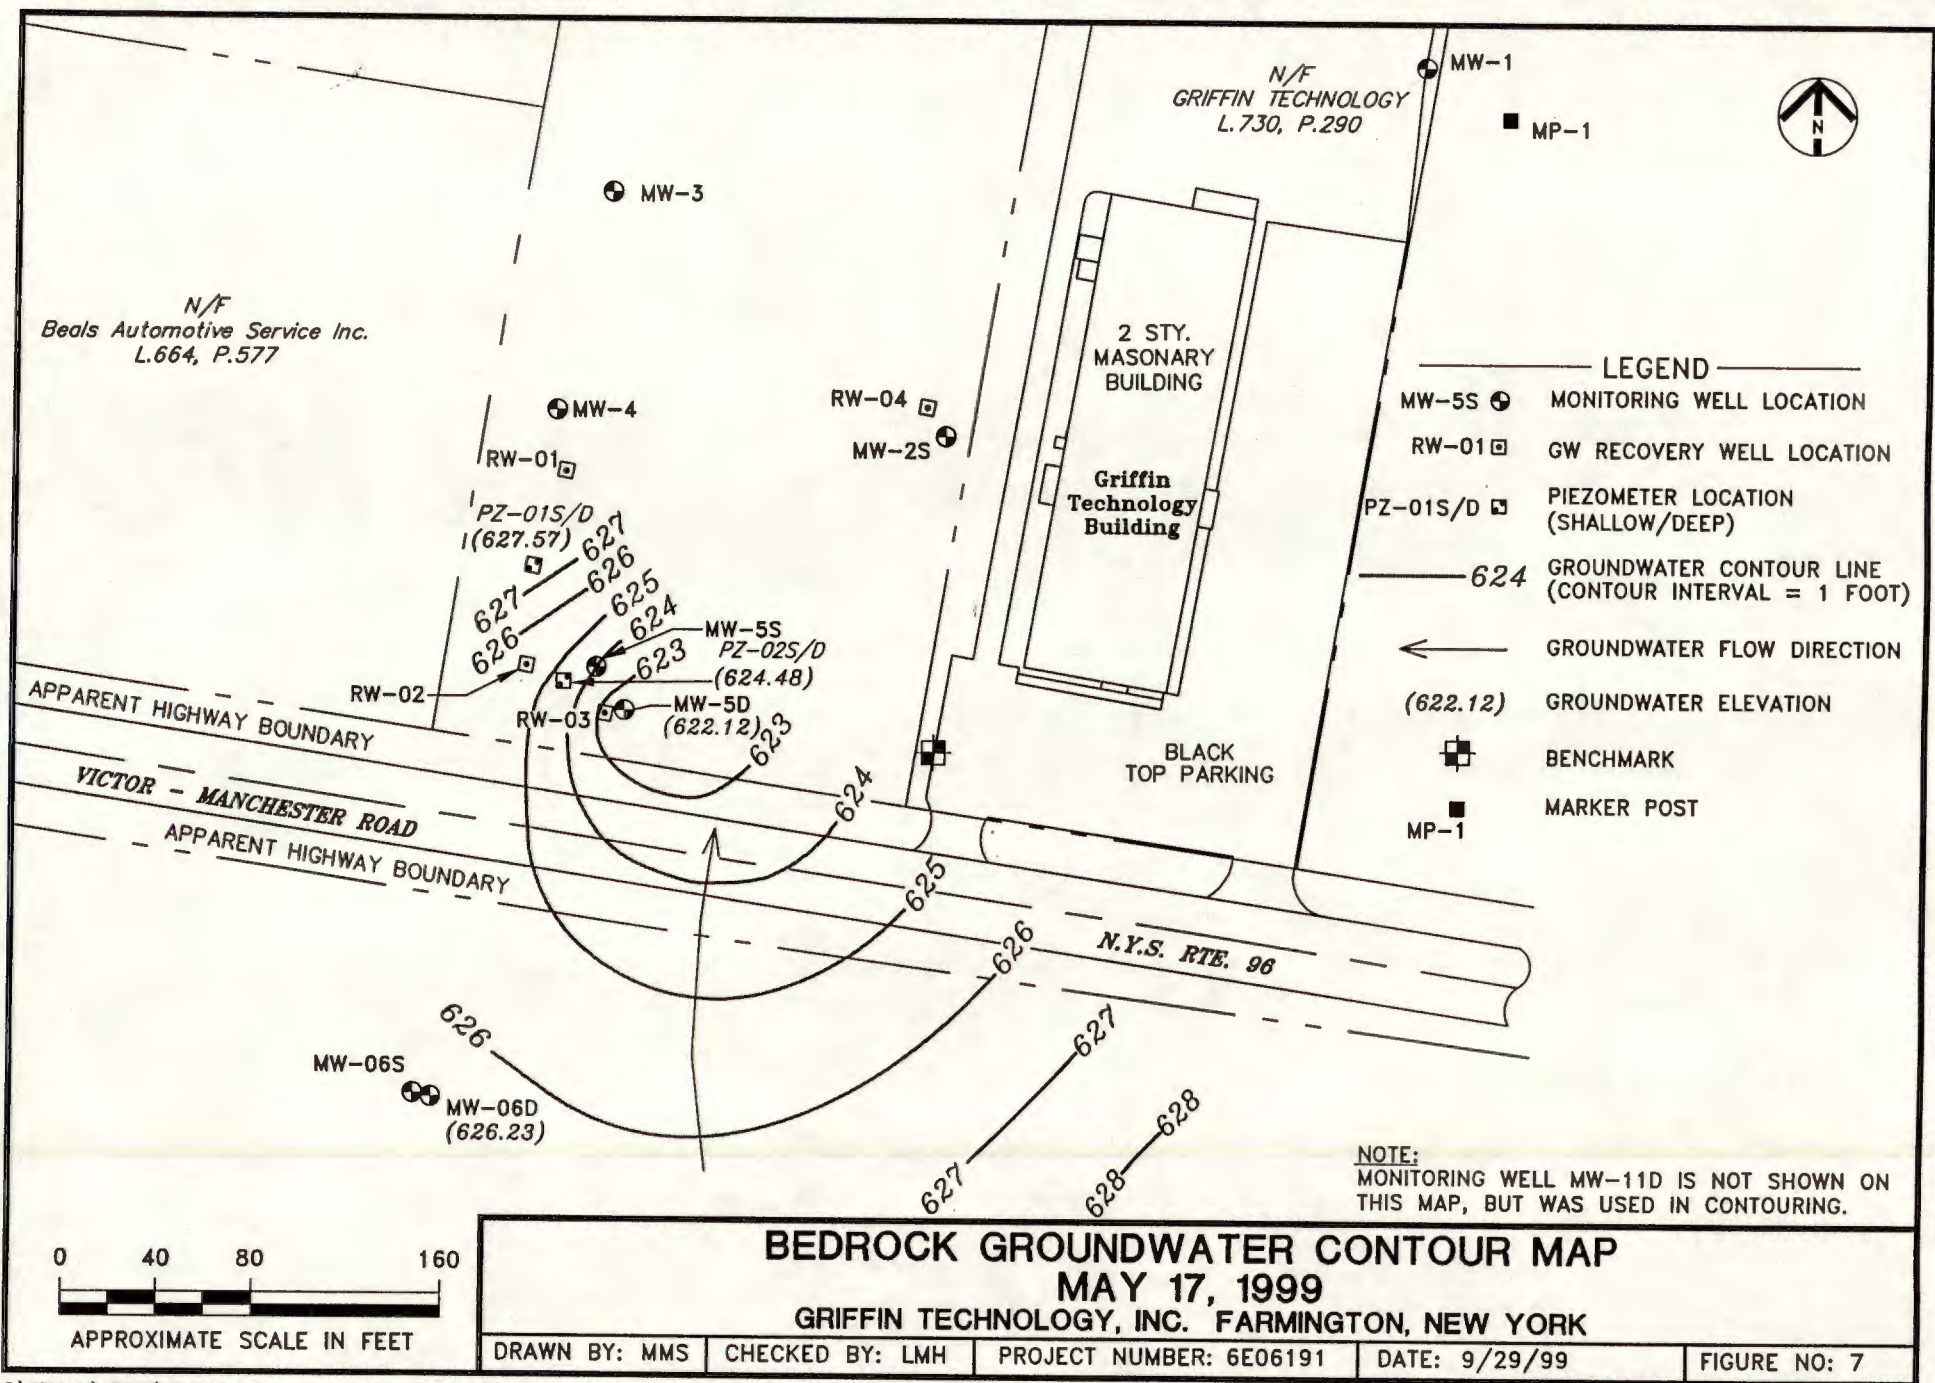 N/F
GRIFFIN TECHNOLOGY
L.730, P.290
MW-1
MP-1
N
MW-3
N/F
Beals Automotive Service Inc.
L.664, P.577
2 STY.
MASONARY
BUILDING
Griffin
Technology
Building
MW-4
RW-04
MW-2S
RW-01
PZ-01S/D
(627.57)
627
626
625
624
623
627
626
MW-5S
PZ-02S/D
(624.48)
RW-02
RW-03
MW-5D
(622.12)
623
624
625
626
627
628
626
627
628
APPARENT HIGHWAY BOUNDARY
VICTOR - MANCHESTER ROAD
APPARENT HIGHWAY BOUNDARY
N.Y.S. RTE. 96
BLACK
TOP PARKING
MW-06S
MW-06D
(626.23)
LEGEND
MW-5S MONITORING WELL LOCATION
RW-01 GW RECOVERY WELL LOCATION
PZ-01S/D PIEZOMETER LOCATION
(SHALLOW/DEEP)
624 GROUNDWATER CONTOUR LINE
(CONTOUR INTERVAL = 1 FOOT)
GROUNDWATER FLOW DIRECTION
(622.12) GROUNDWATER ELEVATION
BENCHMARK
MP-1 MARKER POST
NOTE:
MONITORING WELL MW-11D IS NOT SHOWN ON
THIS MAP, BUT WAS USED IN CONTOURING.
0 40 80 160
APPROXIMATE SCALE IN FEET
BEDROCK GROUNDWATER CONTOUR MAP
MAY 17, 1999
GRIFFIN TECHNOLOGY, INC. FARMINGTON, NEW YORK
DRAWN BY: MMS
CHECKED BY: LMH
PROJECT NUMBER: 6E06191
DATE: 9/29/99
FIGURE NO: 7